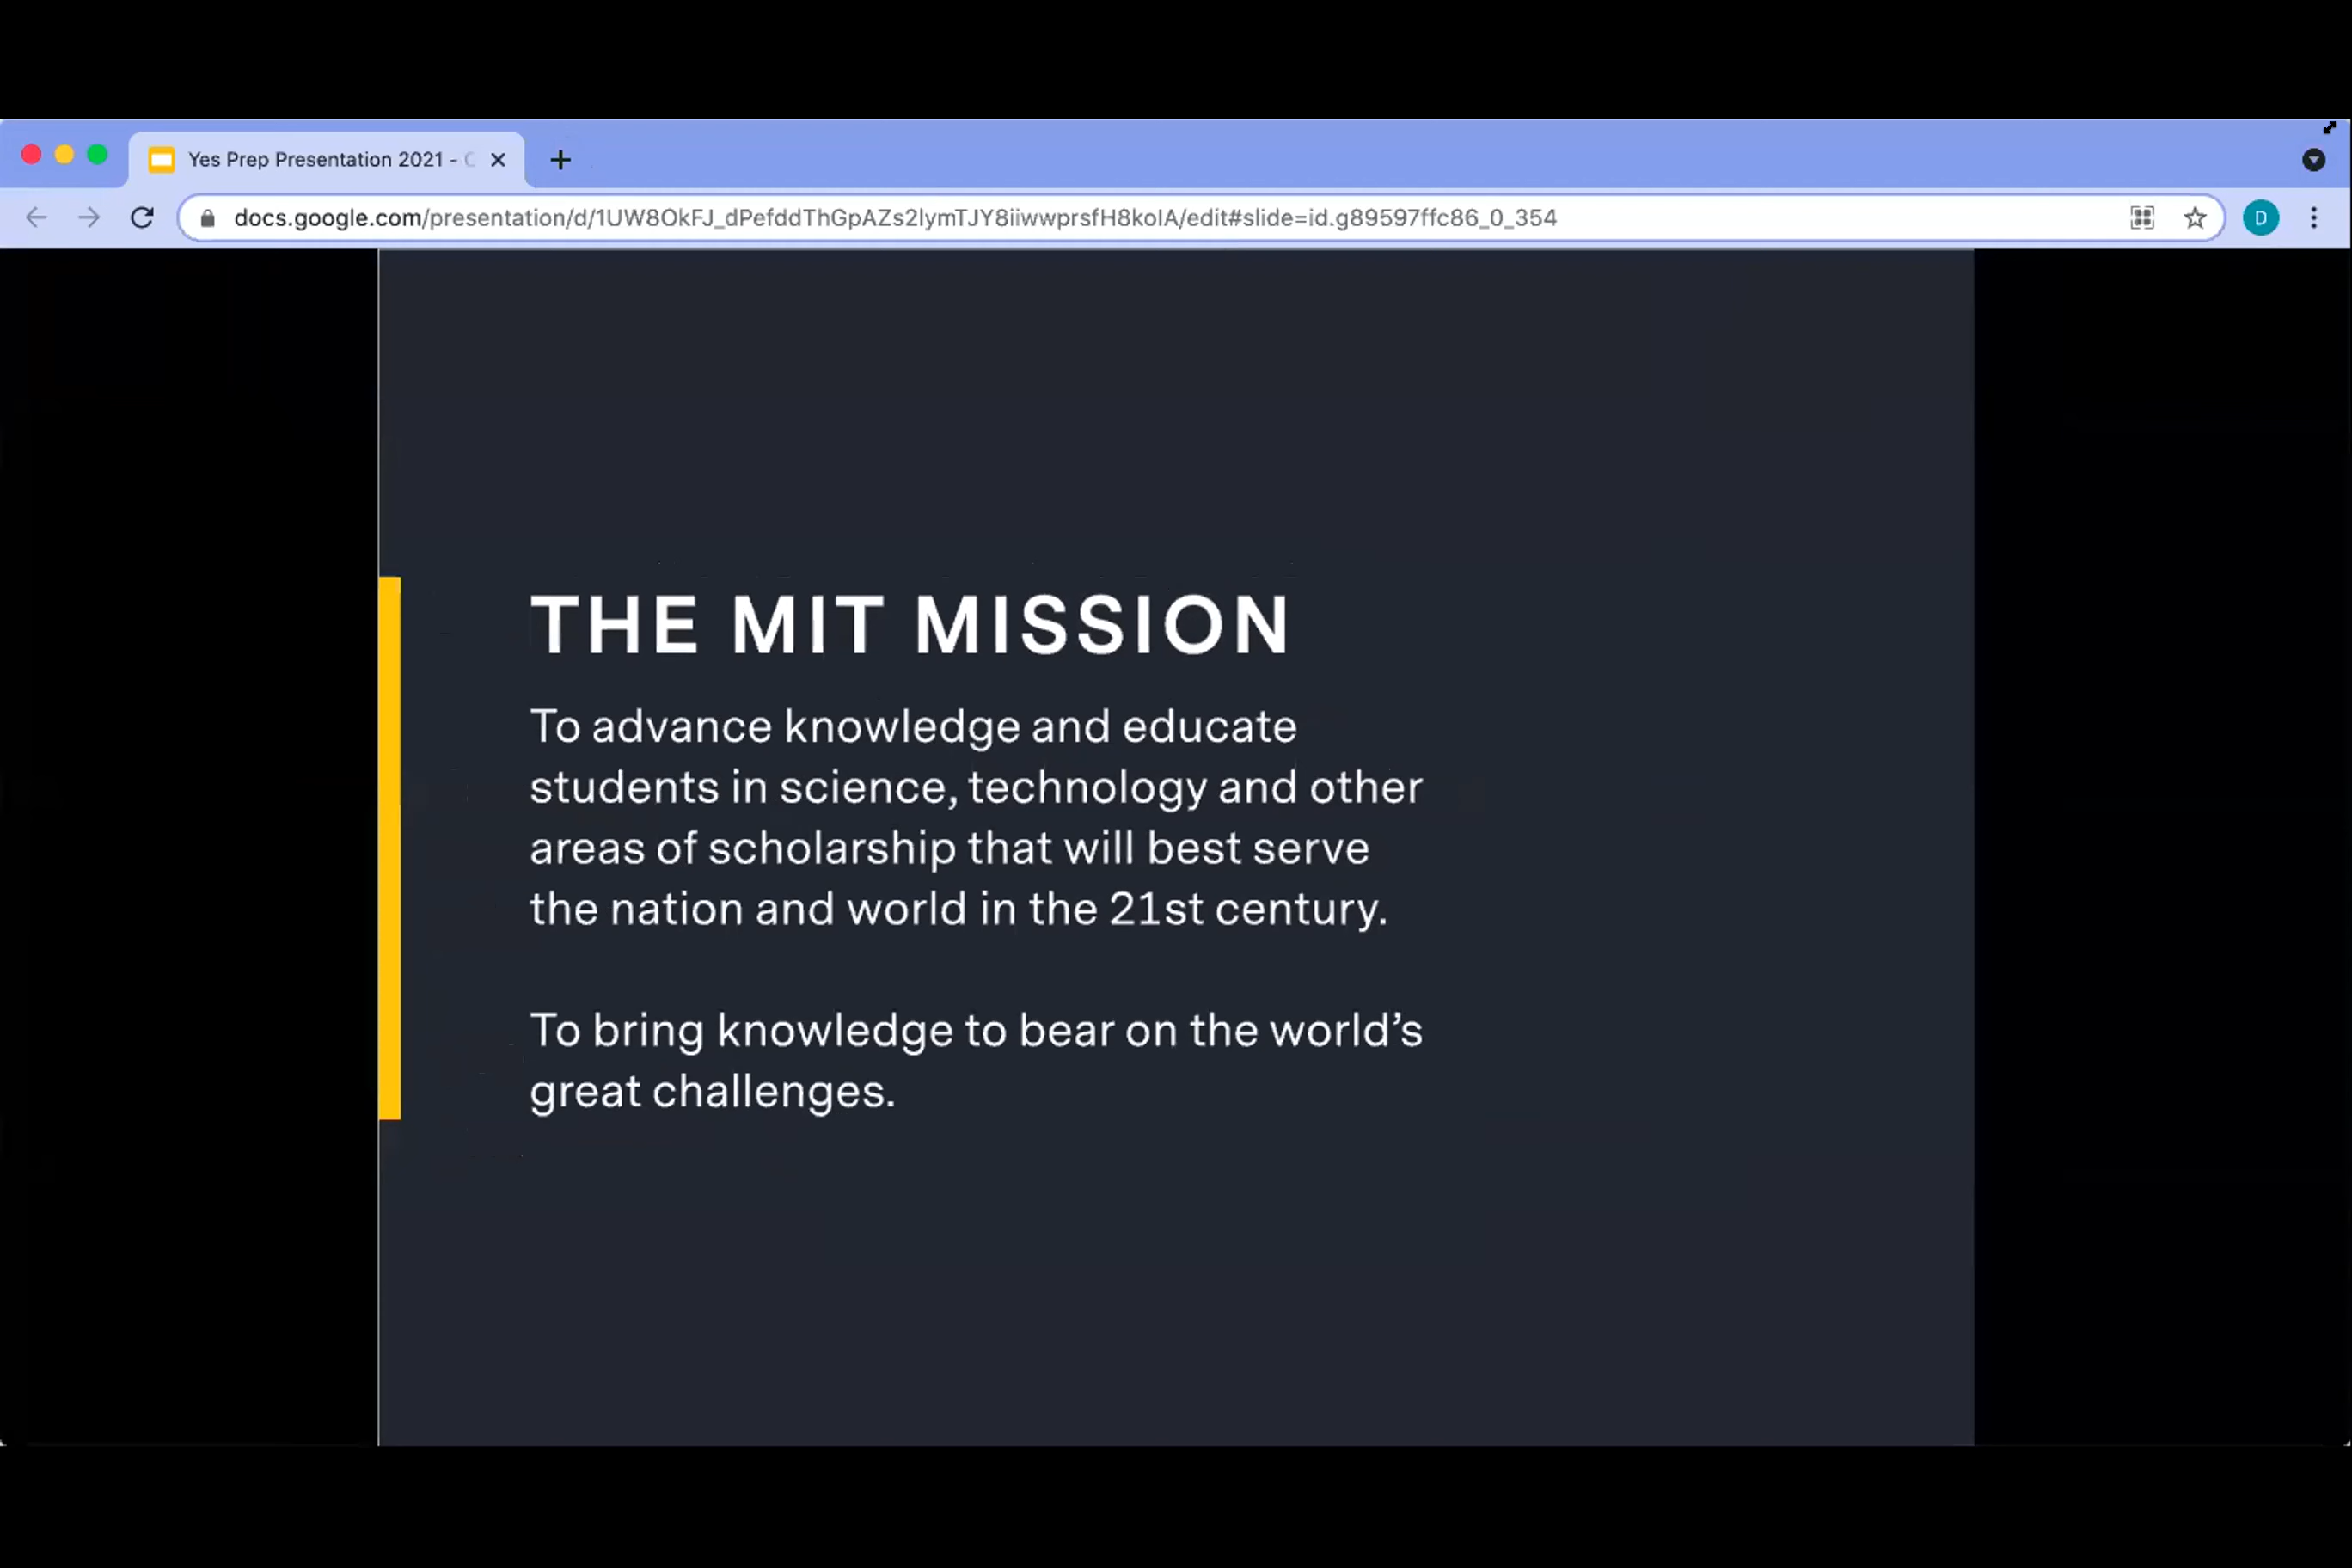 Yes Prep Presentation 2021 -
docs.google.com/presentation/d/1UW8OkFJ_dPefddThGpAZs2lymTJY8iiwwprsfH8koIA/edit#slide=id.g89597ffc86_0_354
D
THE MIT MISSION
To advance knowledge and educate
students in science, technology and other
areas of scholarship that will best serve
the nation and world in the 21st century.
To bring knowledge to bear on the world’s
great challenges.